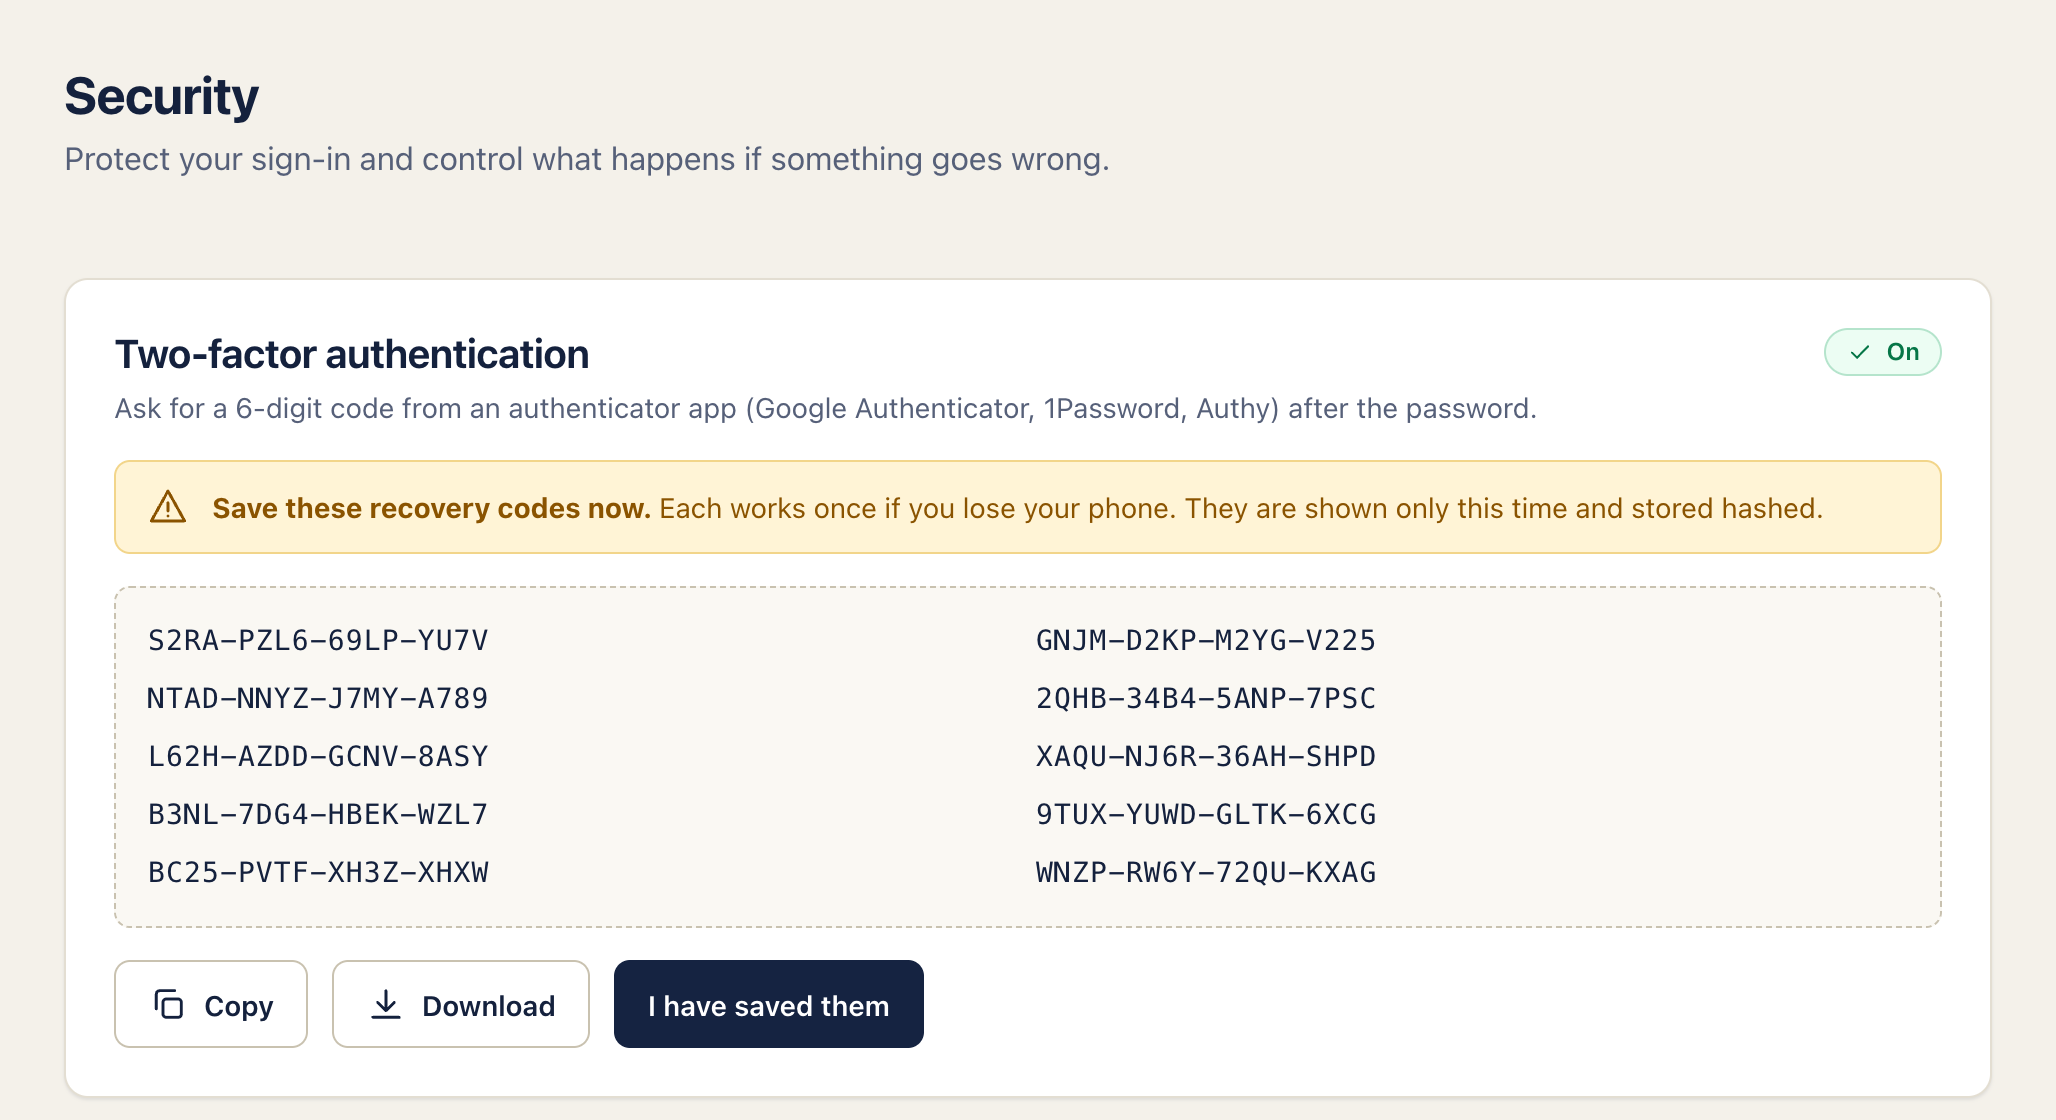 Security
Protect your sign-in and control what happens if something goes wrong.
Two-factor authentication
On
Ask for a 6-digit code from an authenticator app (Google Authenticator, 1Password, Authy) after the password.
Save these recovery codes now. Each works once if you lose your phone. They are shown only this time and stored hashed.
S2RA-PZL6-69LP-YU7V
GNJM-D2KP-M2YG-V225
NTAD-NNYZ-J7MY-A789
2QHB-34B4-5ANP-7PSC
L62H-AZDD-GCNV-8ASY
XAQU-NJ6R-36AH-SHPD
B3NL-7DG4-HBEK-WZL7
9TUX-YUWD-GLTK-6XCG
BC25-PVTF-XH3Z-XHXW
WNZP-RW6Y-72QU-KXAG
Copy
Download
I have saved them